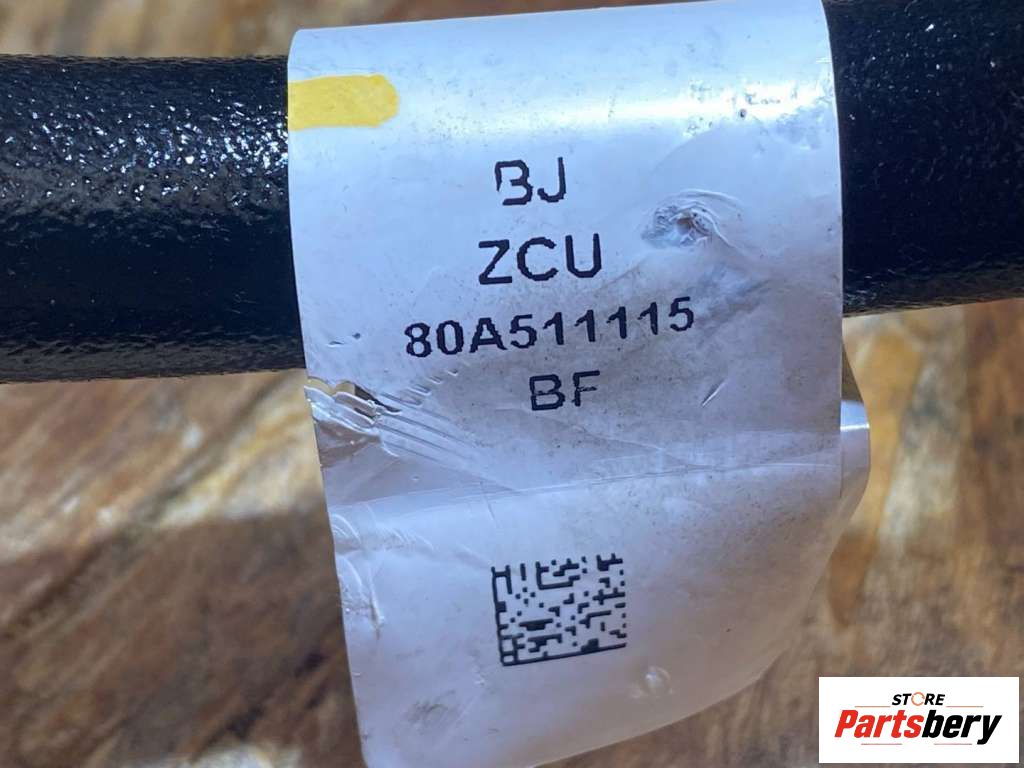 BJ
ZCU
80A511115
BF
STORE
Partsbery